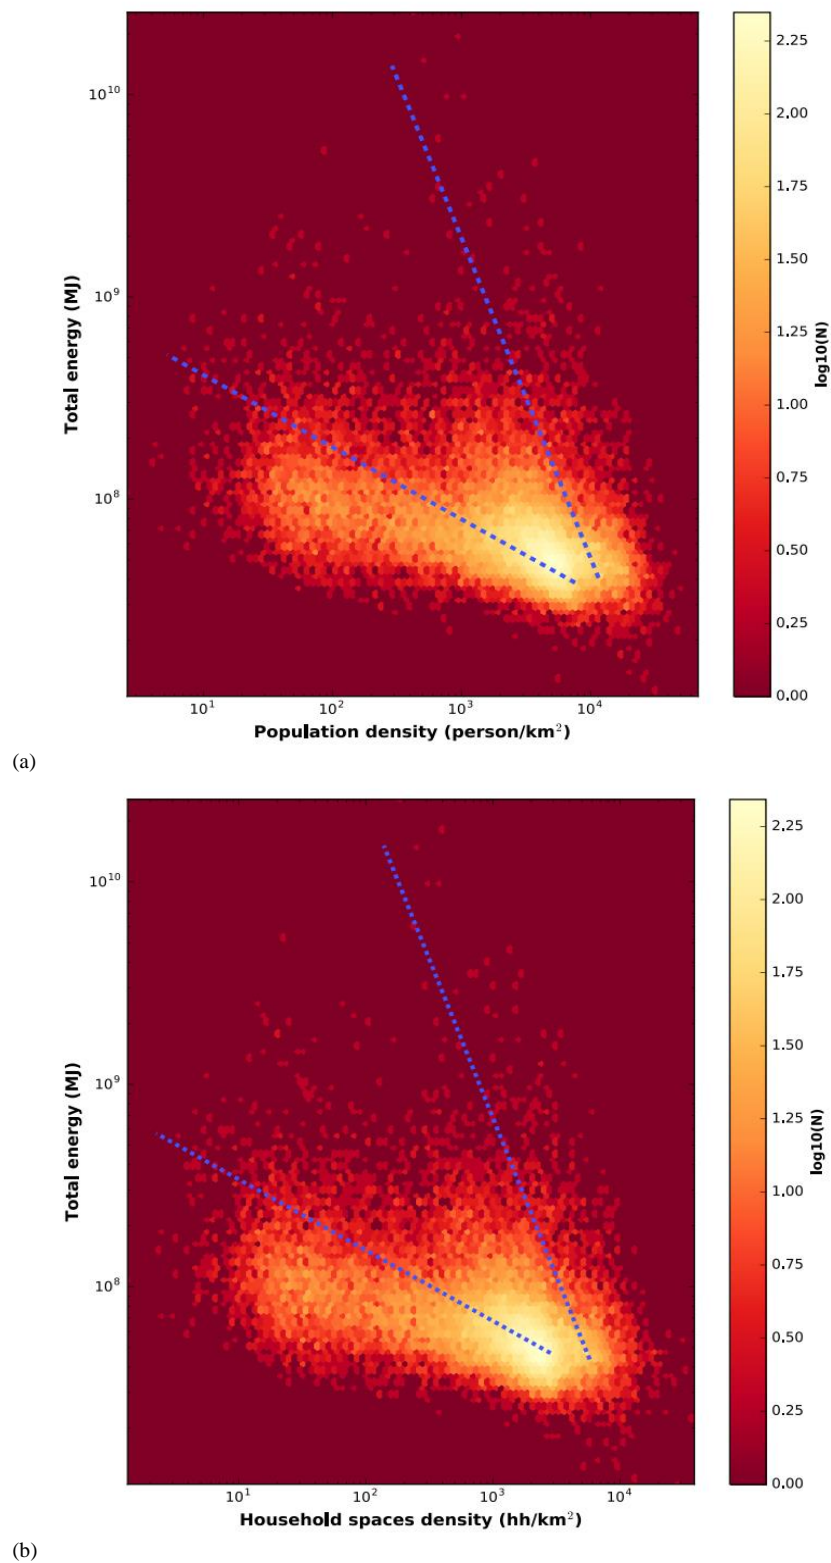 10^10
10^9
10^8
Total energy (MJ)
10^1 10^2 10^3 10^4
Population density (person/km^2)
2.25
2.00
1.75
1.50
1.25
1.00
0.75
0.50
0.25
0.00
log10(N)
(a)
10^10
10^9
10^8
Total energy (MJ)
10^1 10^2 10^3 10^4
Household spaces density (hh/km^2)
2.25
2.00
1.75
1.50
1.25
1.00
0.75
0.50
0.25
0.00
log10(N)
(b)